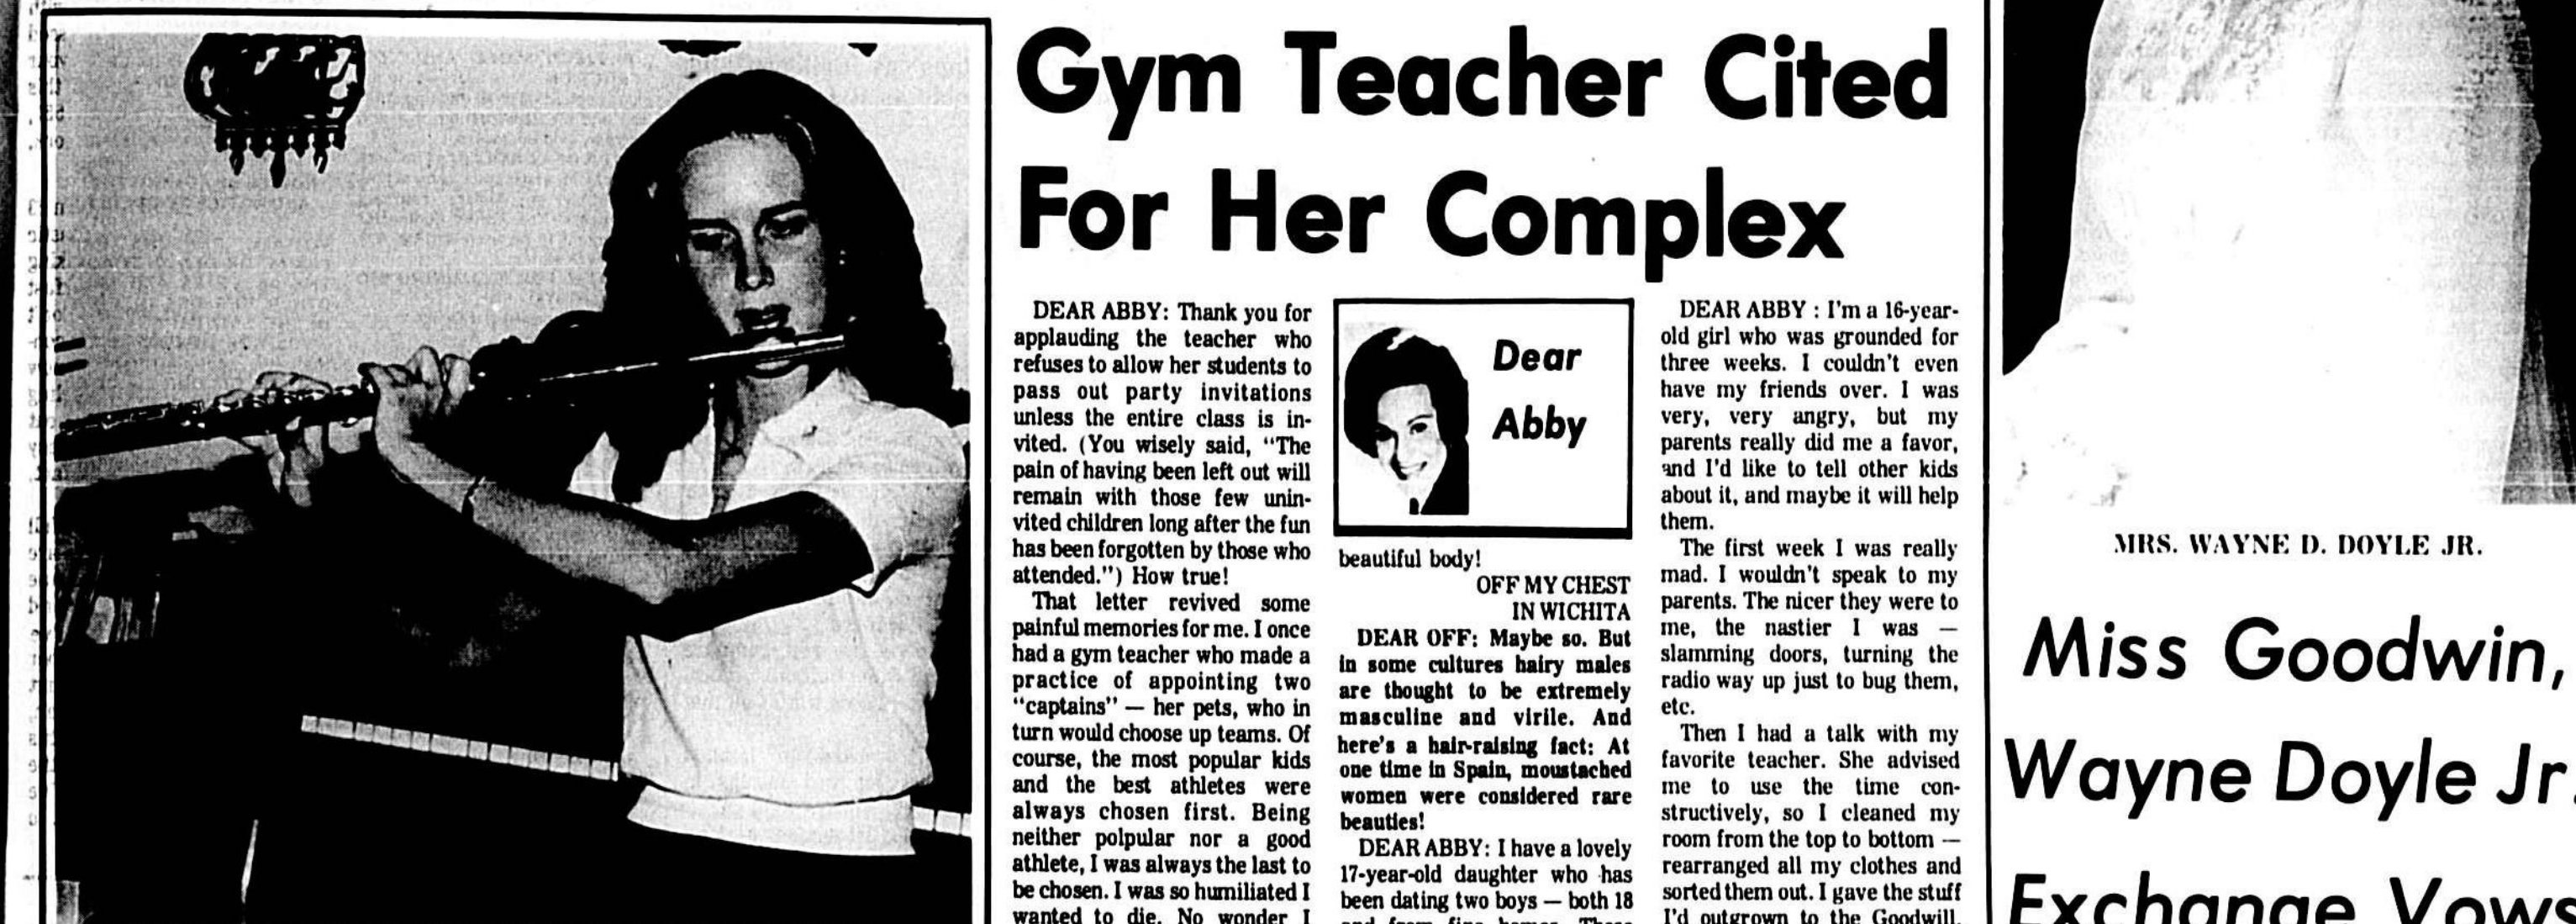 Gym Teacher Cited
For Her Complex
DEAR ABBY: Thank you for
applauding the teacher who
refuses to allow her students to
pass out party invitations
unless the entire class is in-
vited. (You wisely said, "The
pain of having been left out will
remain with those few unin-
vited children long after the fun
has been forgotten by those who
attended.") How true!
That letter revived some
painful memories for me. I once
had a gym teacher who made a
practice of appointing two
"captains" — her pets, who in
turn would choose up teams. Of
course, the most popular kids
and the best athletes were
always chosen first. Being
neither polpular nor a good
athlete, I was always the last to
be chosen. I was so humiliated I
wanted to die. No wonder I
Dear
Abby
beautiful body!
OFF MY CHEST
IN WICHITA
DEAR OFF: Maybe so. But
in some cultures hairy males
are thought to be extremely
masculine and virile. And
here's a hair-raising fact: At
one time in Spain, moustached
women were considered rare
beauties!
DEAR ABBY: I have a lovely
17-year-old daughter who has
been dating two boys — both 18
and from fine homes. These
DEAR ABBY : I'm a 16-year-
old girl who was grounded for
three weeks. I couldn't even
have my friends over. I was
very, very angry, but my
parents really did me a favor,
and I'd like to tell other kids
about it, and maybe it will help
them.
The first week I was really
mad. I wouldn't speak to my
parents. The nicer they were to
me, the nastier I was —
slamming doors, turning the
radio way up just to bug them,
etc.
Then I had a talk with my
favorite teacher. She advised
me to use the time con-
structively, so I cleaned my
room from the top to bottom —
rearranged all my clothes and
sorted them out. I gave the stuff
I'd outgrown to the Goodwill.
MRS. WAYNE D. DOYLE JR.
Miss Goodwin,
Wayne Doyle Jr.
Exchange Vows